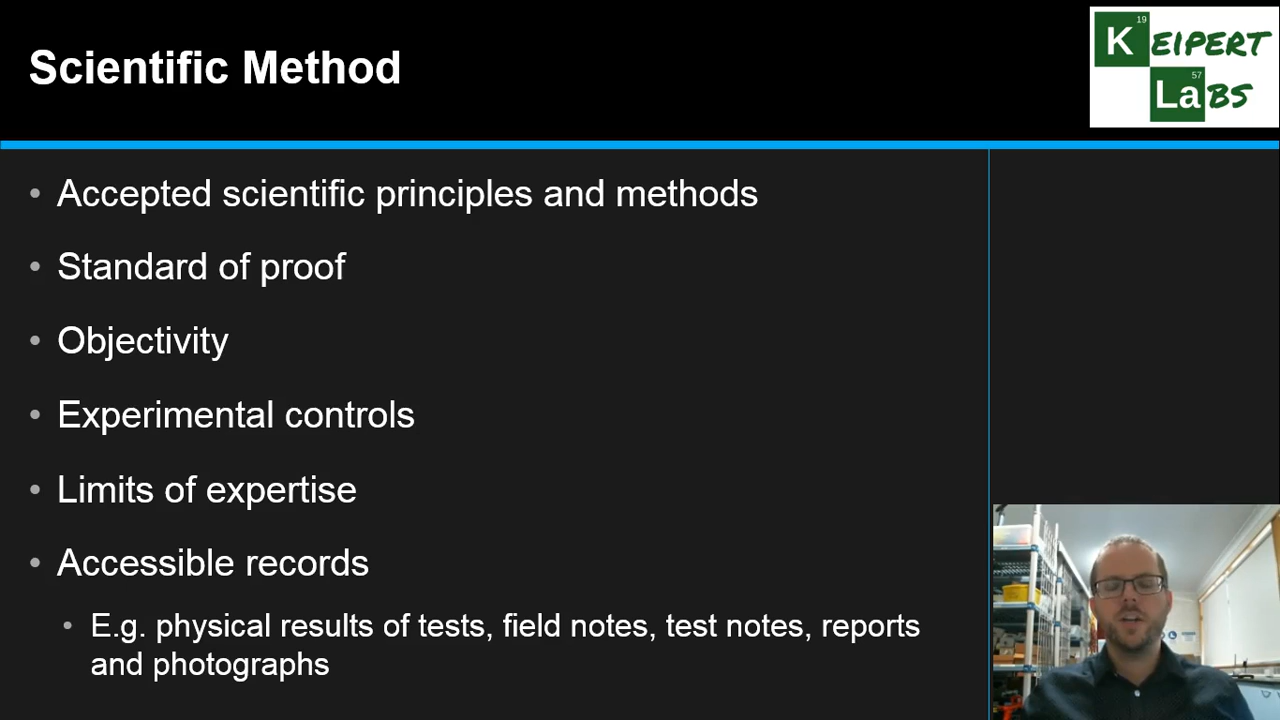 Scientific Method
19
KEIPERT
57
LaBS
• Accepted scientific principles and methods
• Standard of proof
• Objectivity
• Experimental controls
• Limits of expertise
• Accessible records
• E.g. physical results of tests, field notes, test notes, reports
and photographs